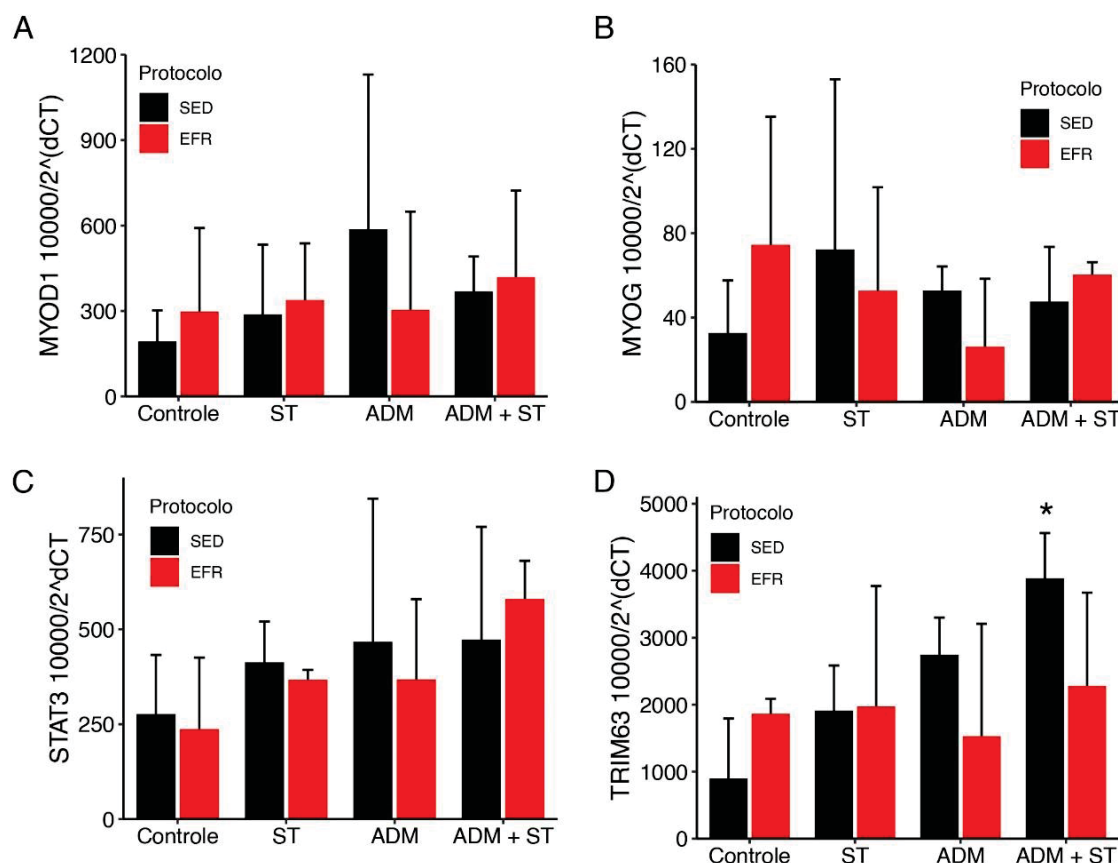 A
MYOD1 10000/2^(dCT)
1200
900
600
300
0
Protocolo
SED
EFR
Controle ST ADM ADM + ST
B
MYOG 10000/2^(dCT)
160
120
80
40
0
Protocolo
SED
EFR
Controle ST ADM ADM + ST
C
STAT3 10000/2^dCT
750
500
250
0
Protocolo
SED
EFR
Controle ST ADM ADM + ST
D
TRIM63 10000/2^(dCT)
5000
4000
3000
2000
1000
0
Protocolo
SED
EFR
*
Controle ST ADM ADM + ST